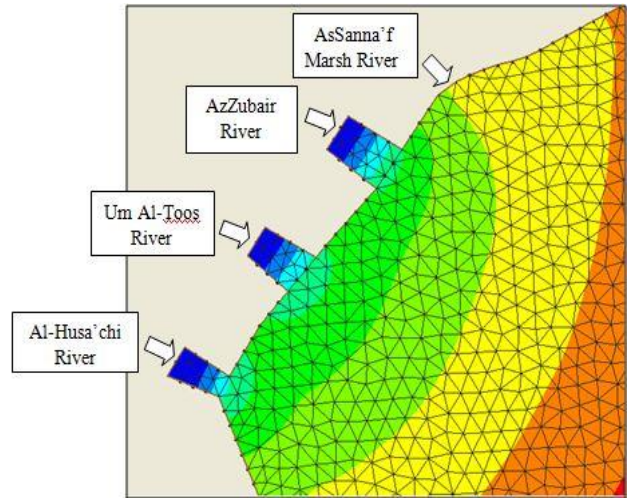 AsSanna’f
Marsh River
AzZubair
River
Um Al-Toos
River
Al-Husa’chi
River